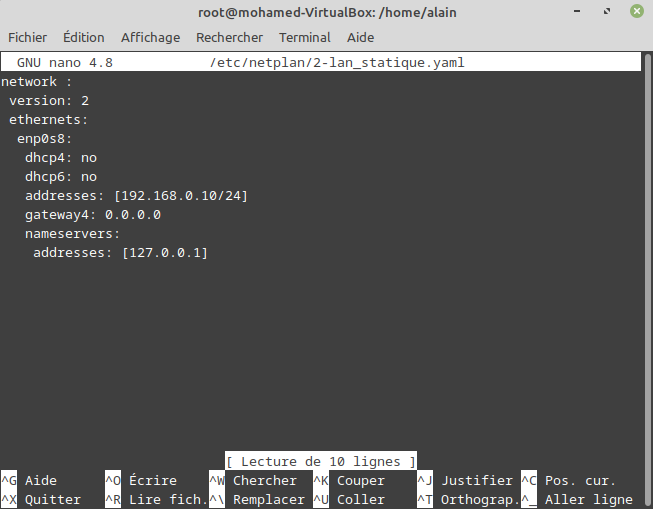 root@mohamed-VirtualBox: /home/alain
Fichier Édition Affichage Rechercher Terminal Aide
GNU nano 4.8 /etc/netplan/2-lan_statique.yaml
network :
version: 2
ethernets:
enp0s8:
dhcp4: no
dhcp6: no
addresses: [192.168.0.10/24]
gateway4: 0.0.0.0
nameservers:
addresses: [127.0.0.1]
[ Lecture de 10 lignes ]
^G Aide ^O Écrire ^W Chercher ^K Couper ^J Justifier ^C Pos. cur.
^X Quitter ^R Lire fich. ^\ Remplacer ^U Coller ^T Orthograp. ^_ Aller ligne